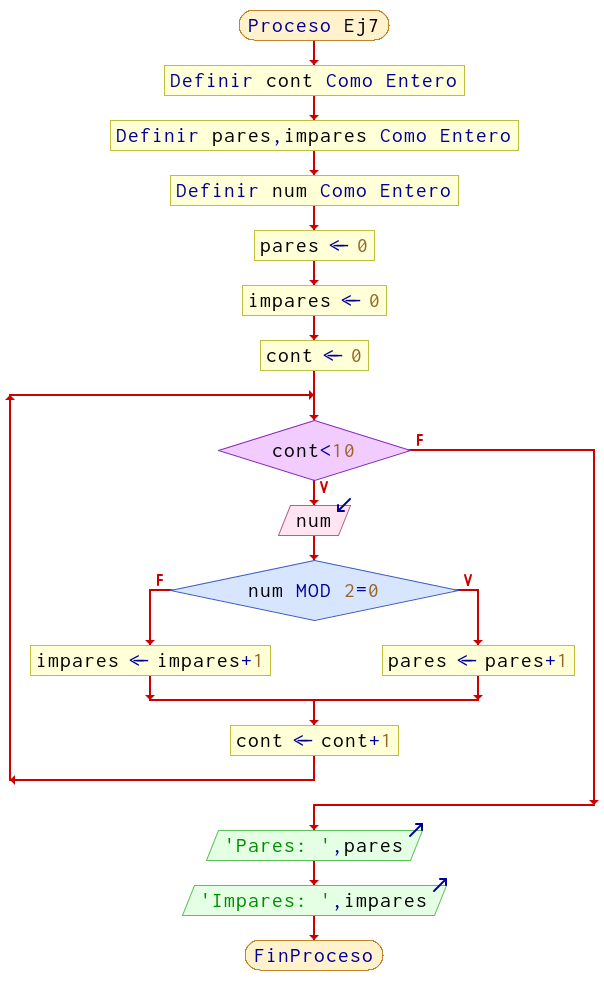 Proceso Ej7
Definir cont Como Entero
Definir pares,impares Como Entero
Definir num Como Entero
pares ← 0
impares ← 0
cont ← 0
cont<10
F
V
num
F
num MOD 2=0
V
impares ← impares+1
pares ← pares+1
cont ← cont+1
'Pares: ',pares
'Impares: ',impares
FinProceso